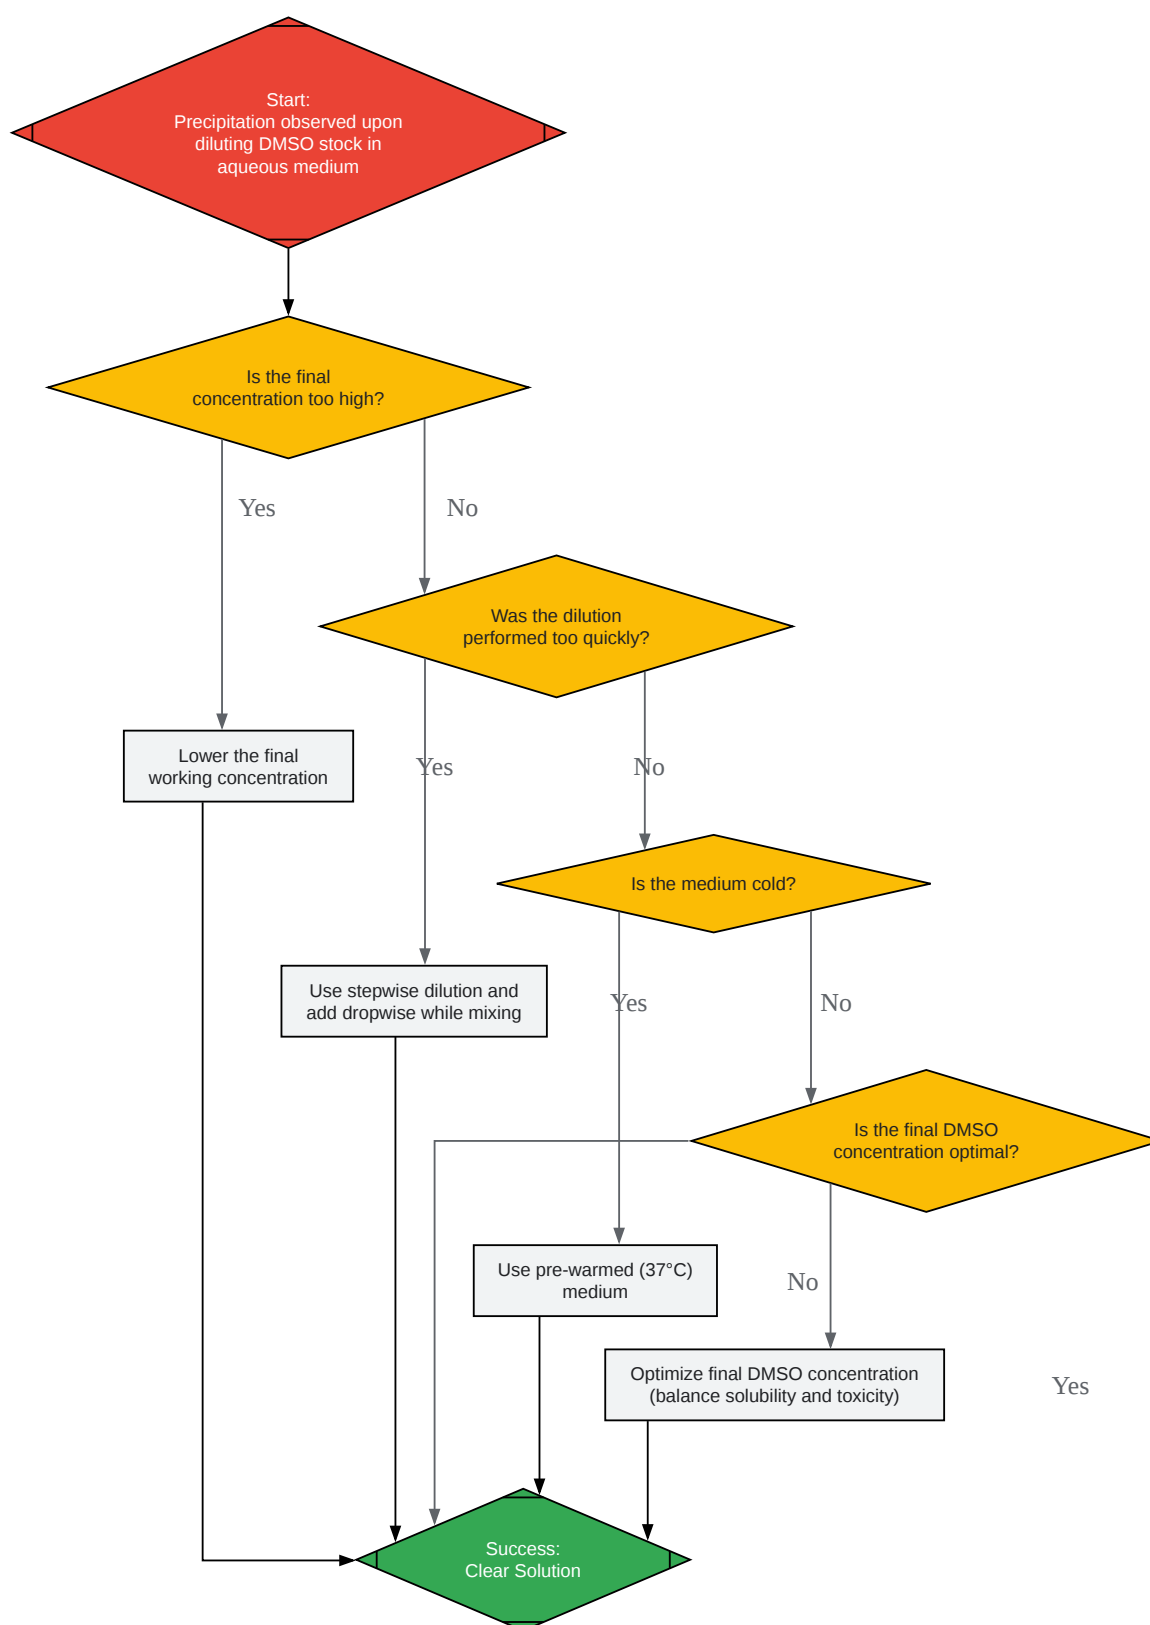 Start:
Precipitation observed upon
diluting DMSO stock in
aqueous medium
Is the final
concentration too high?
Yes
No
Was the dilution
performed too quickly?
Lower the final
working concentration
Yes
No
Is the medium cold?
Use stepwise dilution and
add dropwise while mixing
Yes
No
Is the final DMSO
concentration optimal?
Use pre-warmed (37°C)
medium
No
Optimize final DMSO concentration
(balance solubility and toxicity)
Yes
Success:
Clear Solution